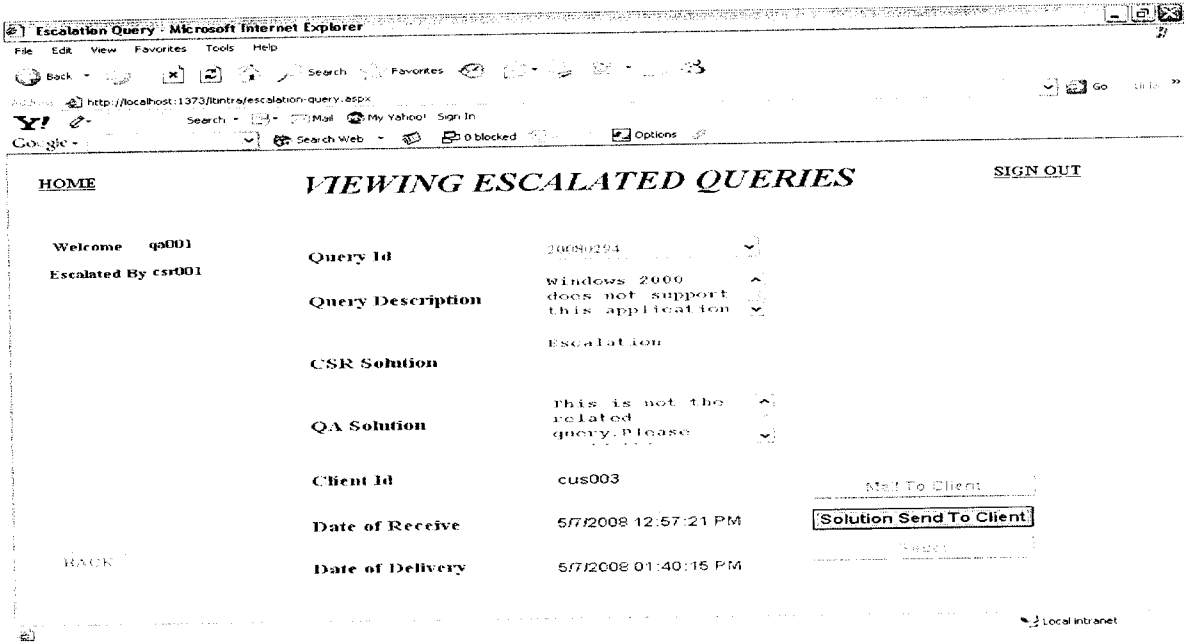 Escalation Query - Microsoft Internet Explorer
File Edit View Favorites Tools Help
Back Search Favorites
http://localhost:1373/ltintra/escalation-query.aspx Go
Y! Search Mail My Yahoo! Sign In
Google Search Web 0 blocked Options
HOME VIEWING ESCALATED QUERIES SIGN OUT
Welcome qa001
Escalated By csr001
Query Id 20080294
Query Description Windows 2000
does not support
this application
CSR Solution Escalation
QA Solution This is not the
related
query.Please
Client Id cus003
Mail To Client
Date of Receive 5/7/2008 12:57:21 PM
Solution Send To Client
BACK
Date of Delivery 5/7/2008 01:40:15 PM
Local intranet